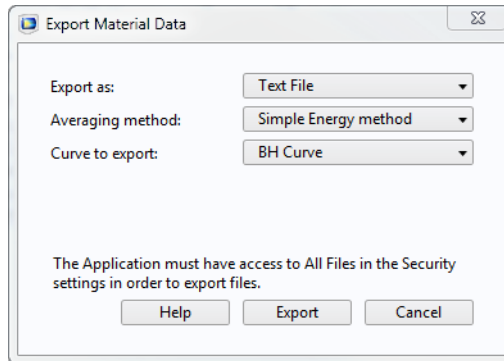 Export Material Data
Export as: Text File
Averaging method: Simple Energy method
Curve to export: BH Curve
The Application must have access to All Files in the Security
settings in order to export files.
Help Export Cancel